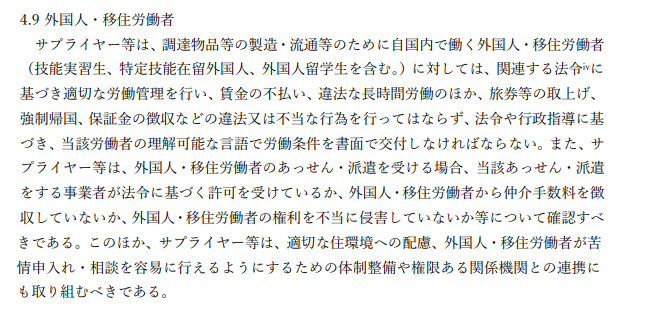 4.9 外国人・移住労働者
サプライヤー等は、調達物品等の製造・流通等のために自国内で働く外国人・移住労働者
（技能実習生、特定技能在留外国人、外国人留学生を含む。）に対しては、関連する法令ivに
基づき適切な労働管理を行い、賃金の不払い、違法な長時間労働のほか、旅券等の取上げ、
強制帰国、保証金の徴収などの違法又は不当な行為を行ってはならず、法令や行政指導に基
づき、当該労働者の理解可能な言語で労働条件を書面で交付しなければならない。また、サ
プライヤー等は、外国人・移住労働者のあっせん・派遣を受ける場合、当該あっせん・派遣
をする事業者が法令に基づく許可を受けているか、外国人・移住労働者から仲介手数料を徴
収していないか、外国人・移住労働者の権利を不当に侵害していないか等について確認すべ
きである。このほか、サプライヤー等は、適切な住環境への配慮、外国人・移住労働者が苦
情申入れ・相談を容易に行えるようにするための体制整備や権限ある関係機関との連携に
も取り組むべきである。